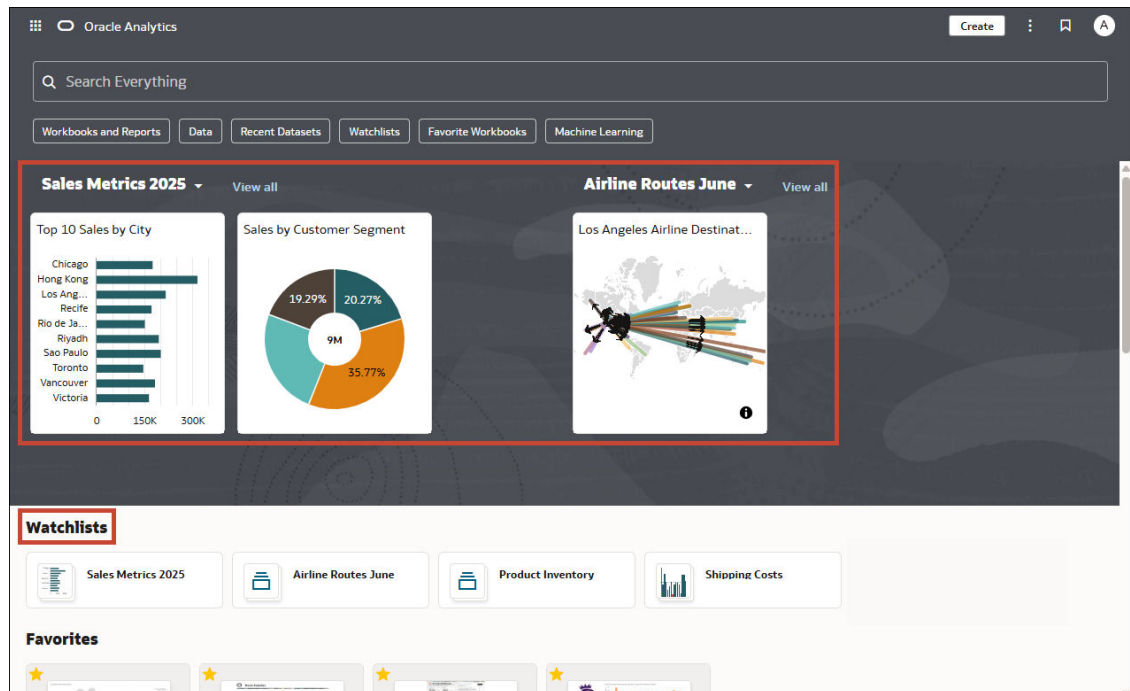 Oracle Analytics
Create
A
Search Everything
Workbooks and Reports
Data
Recent Datasets
Watchlists
Favorite Workbooks
Machine Learning
Sales Metrics 2025
View all
Airline Routes June
View all
Top 10 Sales by City
Chicago
Hong Kong
Los Ang...
Recife
Rio de Ja...
Riyadh
Sao Paulo
Toronto
Vancouver
Victoria
0 150K 300K
Sales by Customer Segment
19.29%
20.27%
9M
35.77%
Los Angeles Airline Destinat...
Watchlists
Sales Metrics 2025
Airline Routes June
Product Inventory
Shipping Costs
Favorites